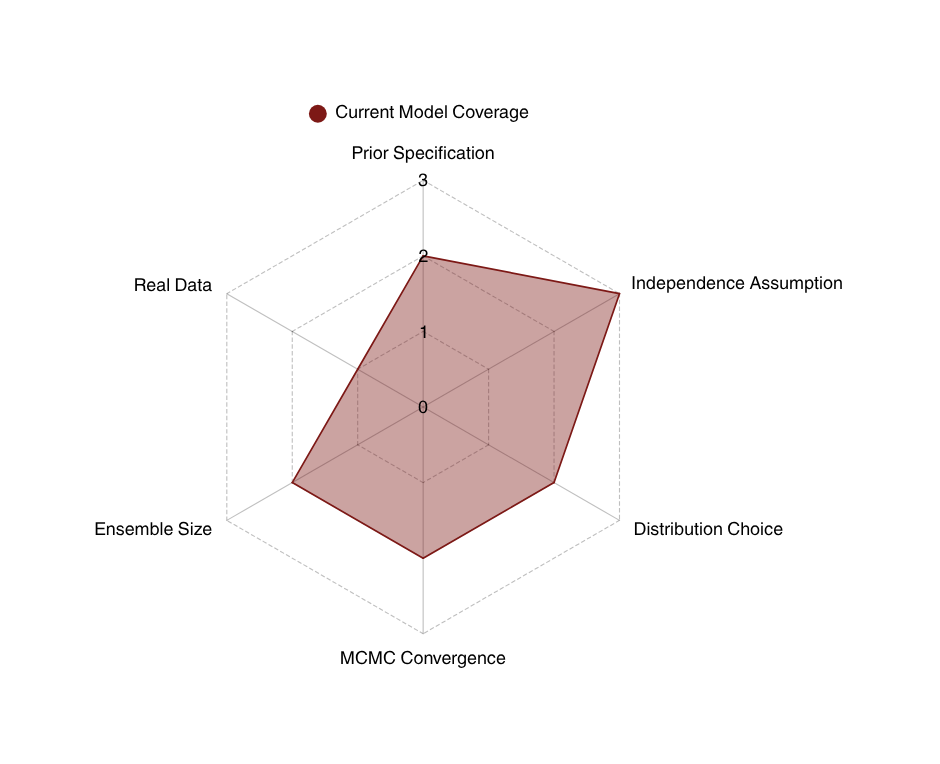 Current Model Coverage
Prior Specification
3
2
1
0
Independence Assumption
Distribution Choice
MCMC Convergence
Ensemble Size
Real Data